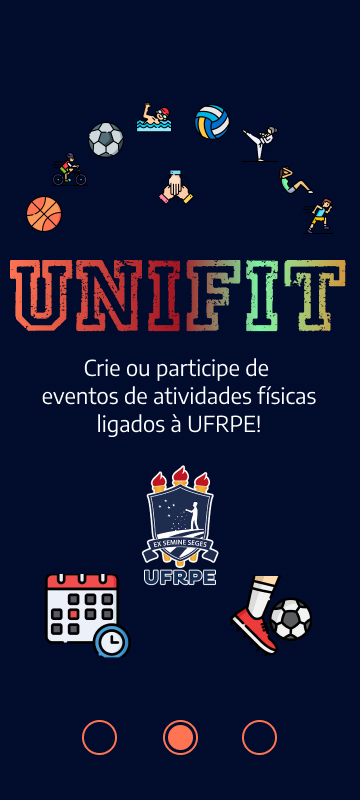 UNIFIT
Crie ou participe de
eventos de atividades físicas
ligados à UFRPE!
EX SEMINE SEGES
UFRPE